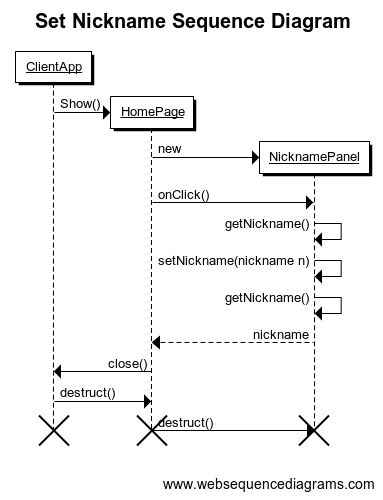 Set Nickname Sequence Diagram
ClientApp
Show()
HomePage
new
NicknamePanel
onClick()
getNickname()
setNickname(nickname n)
getNickname()
nickname
close()
destruct()
destruct()
www.websequencediagrams.com